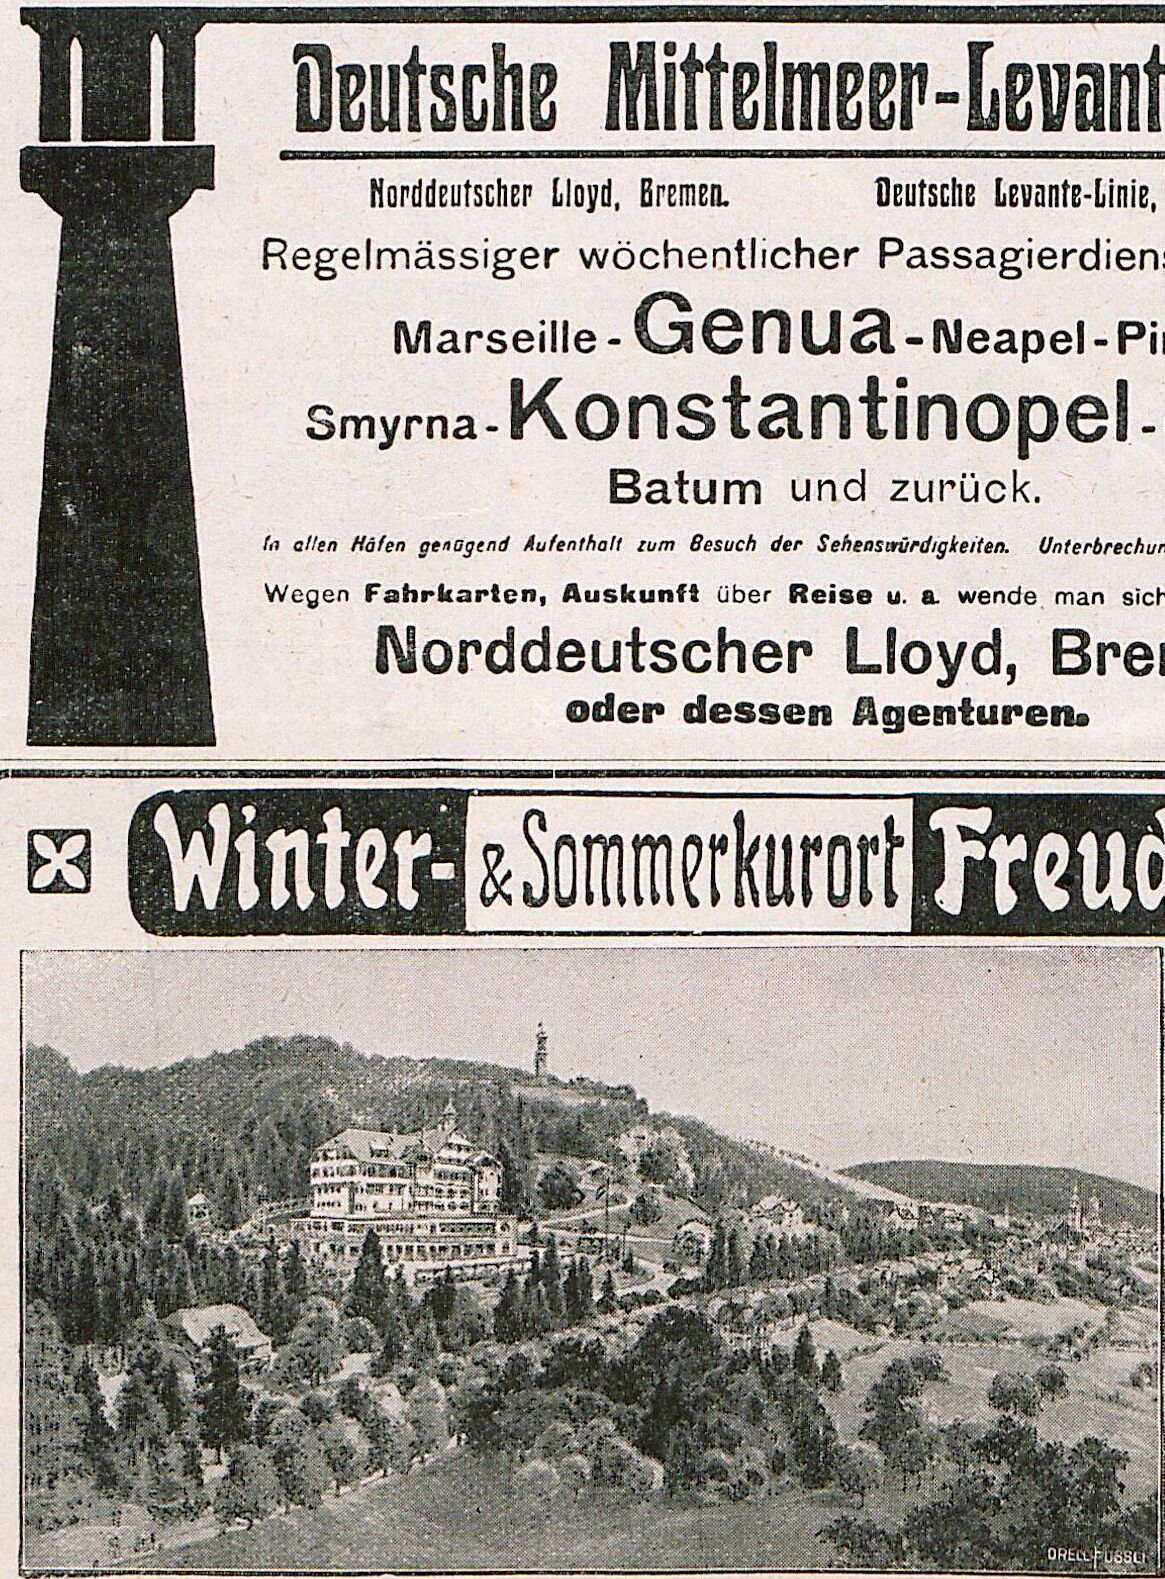 Deutsche Mittelmeer-Levant
Norddeutscher Lloyd, Bremen. Deutsche Levante-Linie,
Regelmässiger wöchentlicher Passagierdiens
Marseille - Genua - Neapel - Pi
Smyrna - Konstantinopel -
Batum und zurück.
In allen Häfen genügend Aufenthalt zum Besuch der Sehenswürdigkeiten. Unterbrechun
Wegen Fahrkarten, Auskunft über Reise u. a. wende man sich
Norddeutscher Lloyd, Bre
oder dessen Agenturen.
Winter- & Sommerkurort Freud
ORELL FÜSSLI